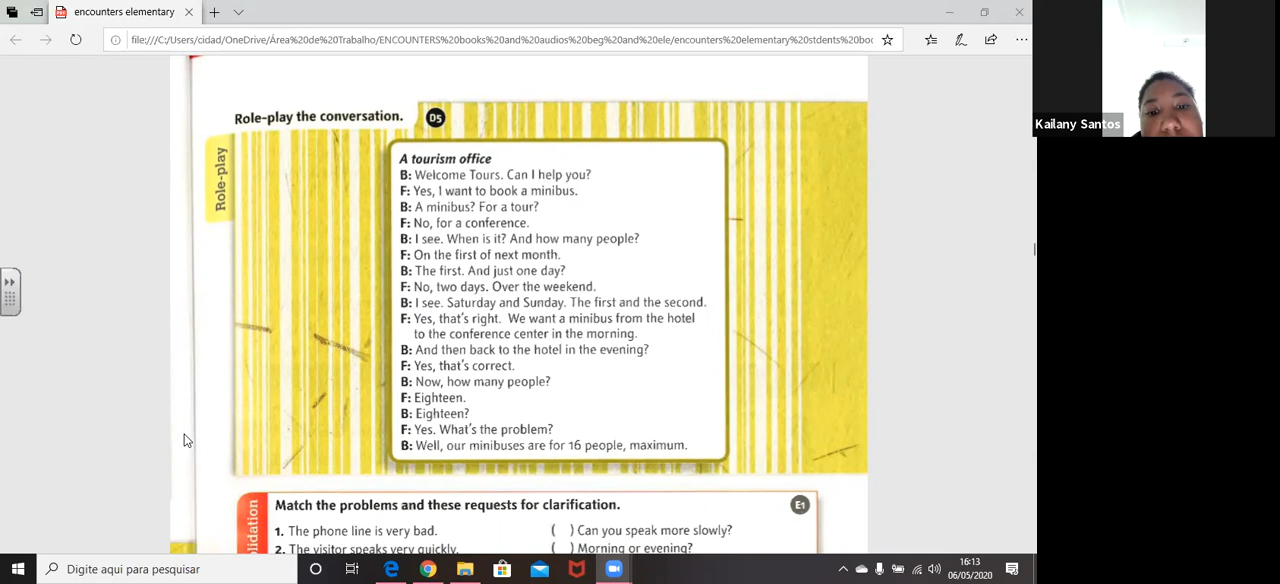 encounters elementary
file:///C:/Users/cidad/OneDrive/Área%20de%20Trabalho/ENCOUNTERS%20books%20and%20audios%20beg%20and%20ele/encounters%20elementary%20stdents%20boo
Kailany Santos
Role-play the conversation. D5
Role-play
A tourism office
B: Welcome Tours. Can I help you?
F: Yes, I want to book a minibus.
B: A minibus? For a tour?
F: No, for a conference.
B: I see. When is it? And how many people?
F: On the first of next month.
B: The first. And just one day?
F: No, two days. Over the weekend.
B: I see. Saturday and Sunday. The first and the second.
F: Yes, that's right. We want a minibus from the hotel
to the conference center in the morning.
B: And then back to the hotel in the evening?
F: Yes, that's correct.
B: Now, how many people?
F: Eighteen.
B: Eighteen?
F: Yes. What's the problem?
B: Well, our minibuses are for 16 people, maximum.
lidation
Match the problems and these requests for clarification. E1
1. The phone line is very bad. ( ) Can you speak more slowly?
2. The visitor speaks very quickly. ( ) Morning or evening?
Digite aqui para pesquisar
16:13
06/05/2020